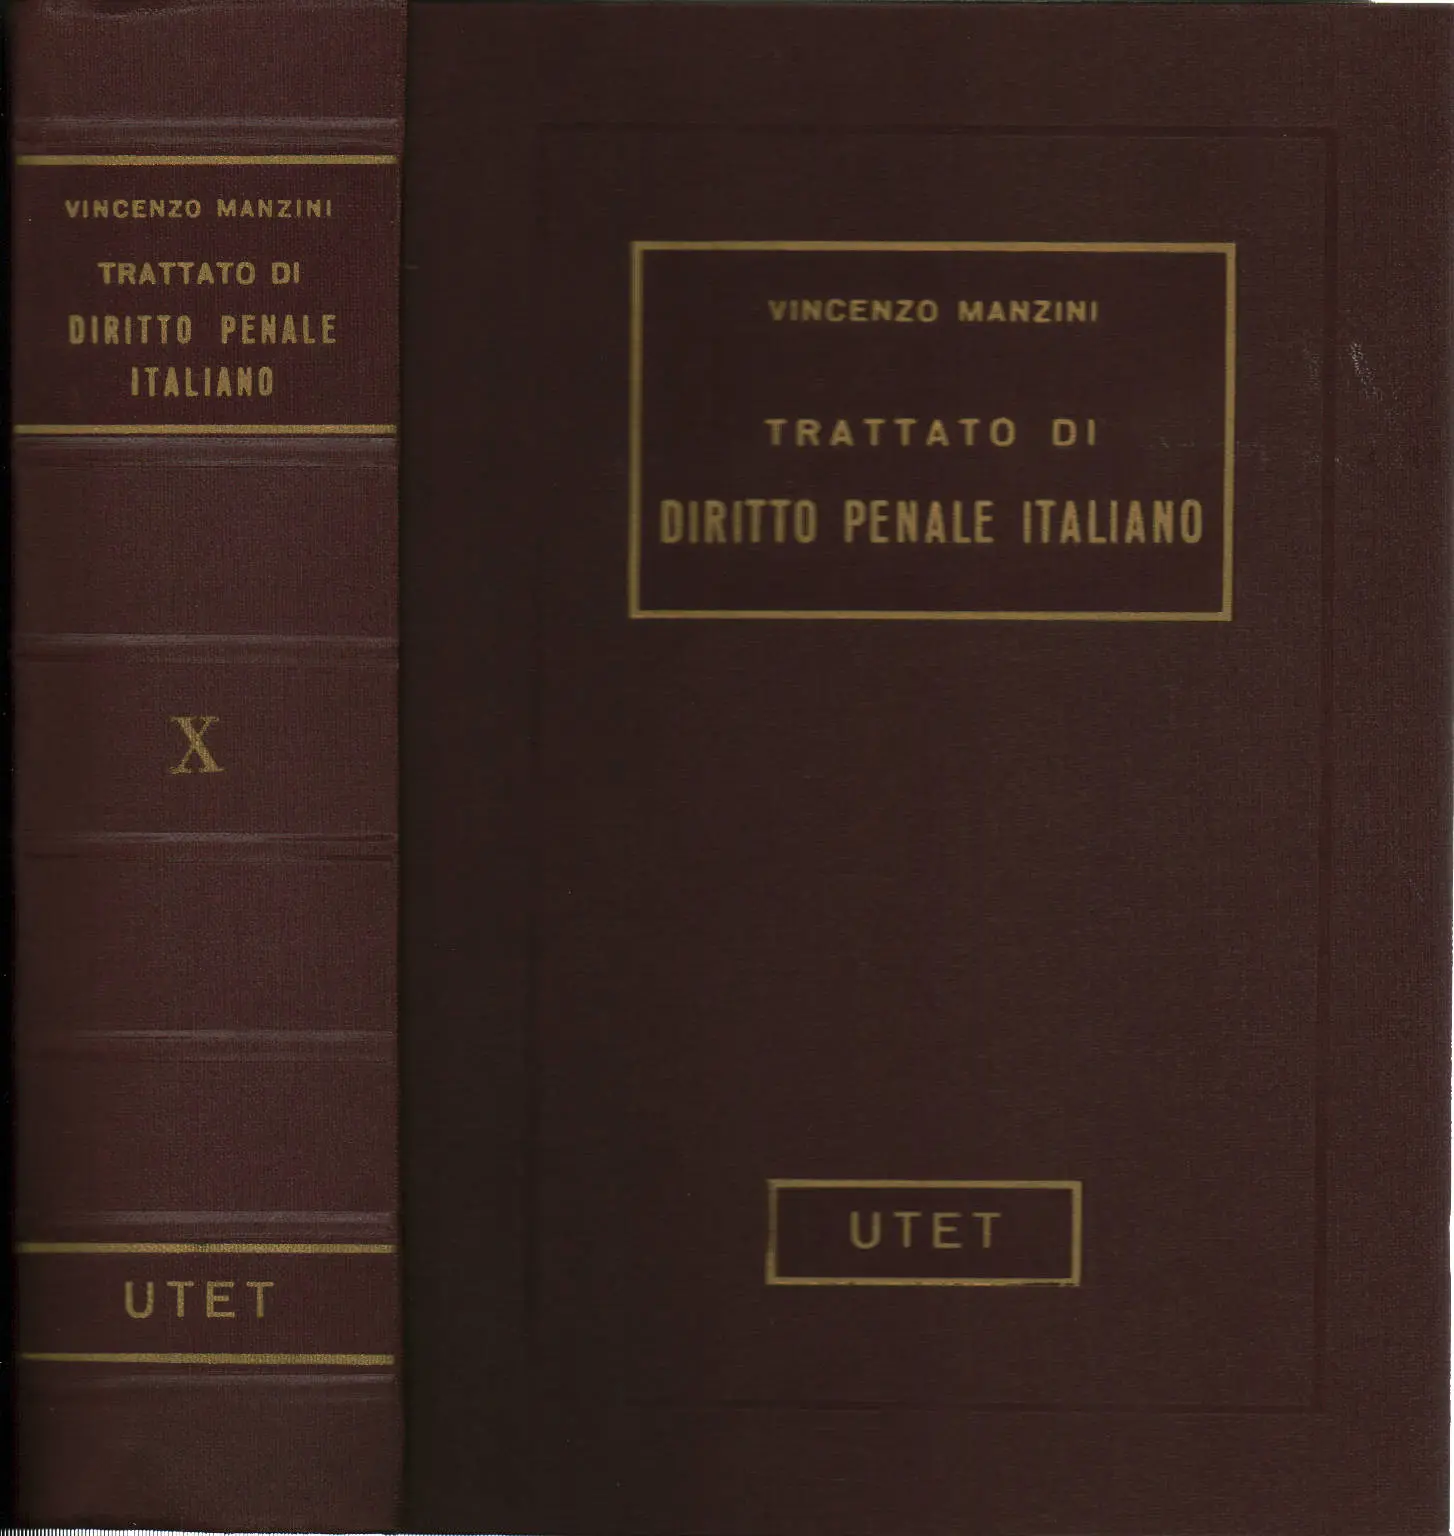 VINCENZO MANZINI
TRATTATO DI
DIRITTO PENALE
ITALIANO
X
UTET
VINCENZO MANZINI
TRATTATO DI
DIRITTO PENALE ITALIANO
UTET